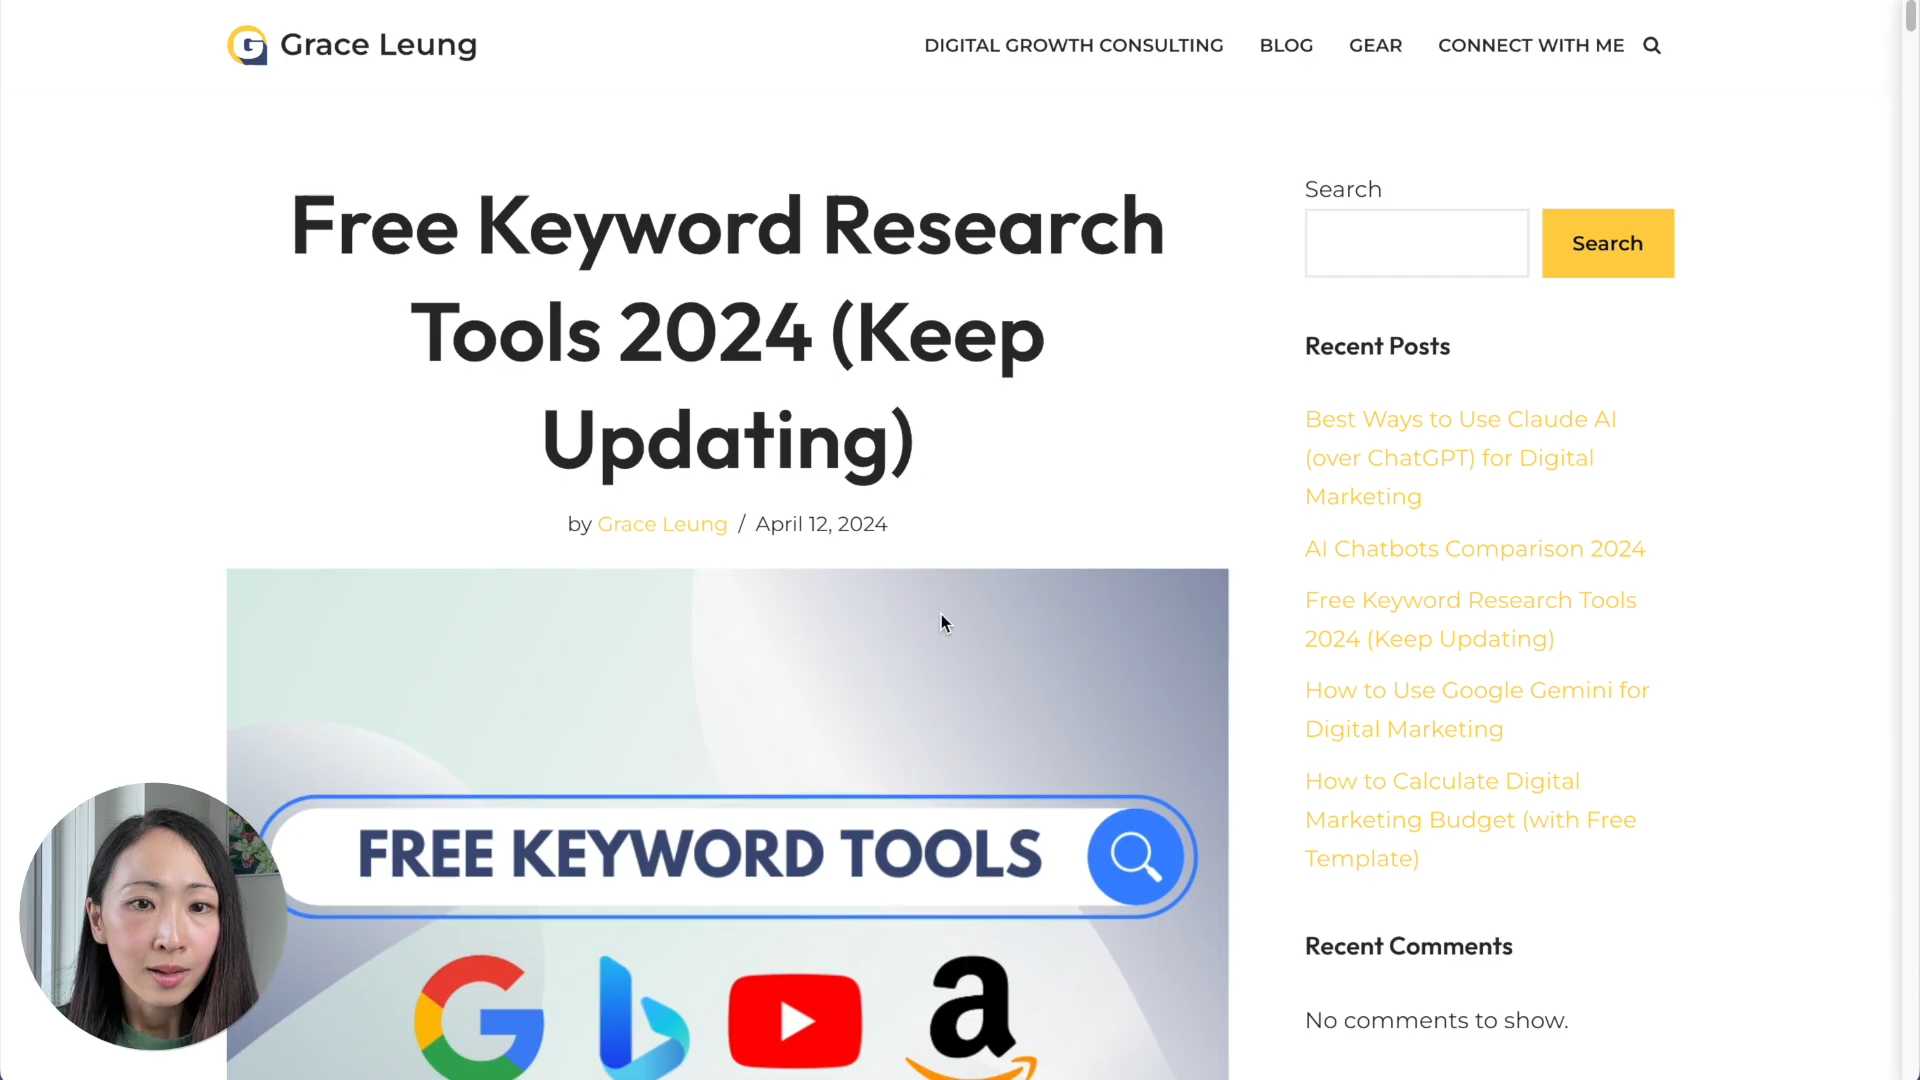 Grace Leung
DIGITAL GROWTH CONSULTING
BLOG
GEAR
CONNECT WITH ME
Free Keyword Research
Tools 2024 (Keep
Updating)
by Grace Leung / April 12, 2024
FREE KEYWORD TOOLS
Search
Search
Recent Posts
Best Ways to Use Claude AI
(over ChatGPT) for Digital
Marketing
AI Chatbots Comparison 2024
Free Keyword Research Tools
2024 (Keep Updating)
How to Use Google Gemini for
Digital Marketing
How to Calculate Digital
Marketing Budget (with Free
Template)
Recent Comments
No comments to show.